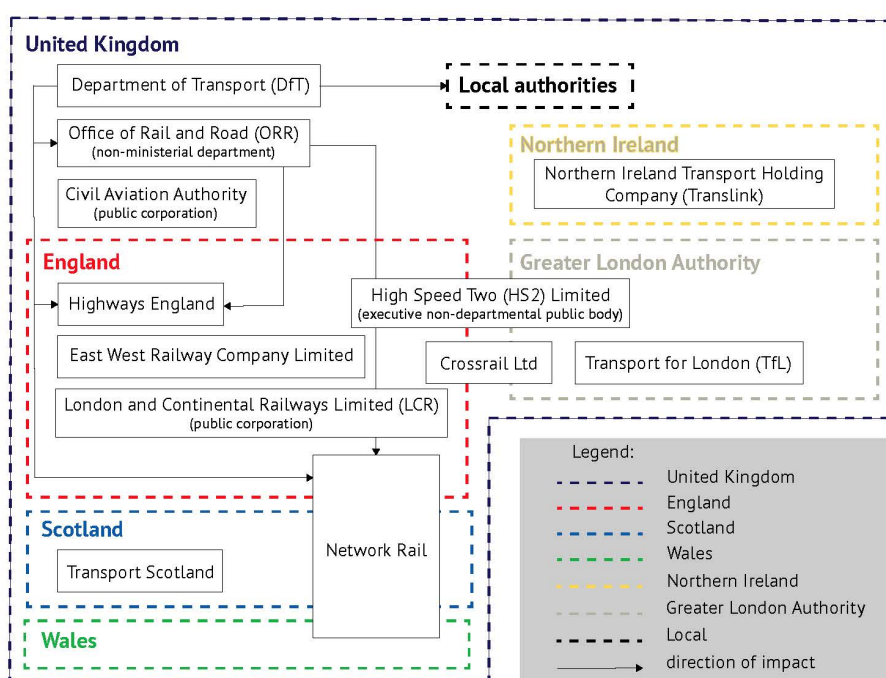 United Kingdom
Department of Transport (DfT)
Local authorities
Office of Rail and Road (ORR)
(non-ministerial department)
Civil Aviation Authority
(public corporation)
Northern Ireland
Northern Ireland Transport Holding
Company (Translink)
England
Greater London Authority
Highways England
High Speed Two (HS2) Limited
(executive non-departmental public body)
East West Railway Company Limited
Crossrail Ltd
Transport for London (TfL)
London and Continental Railways Limited (LCR)
(public corporation)
Network Rail
Scotland
Transport Scotland
Wales
Legend:
United Kingdom
England
Scotland
Wales
Northern Ireland
Greater London Authority
Local
direction of impact